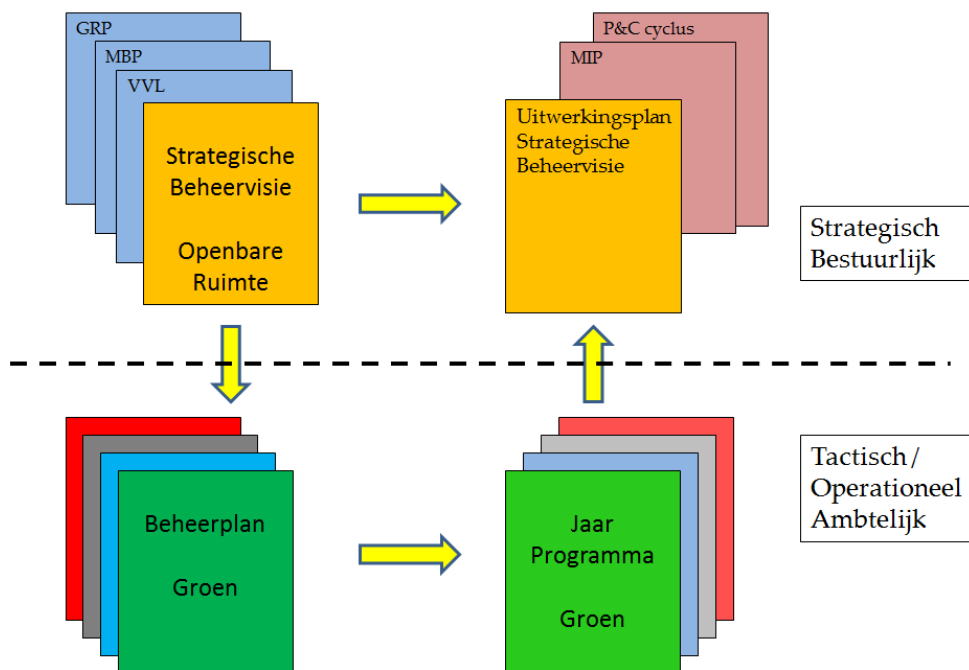 GRP
MBP
VVL
Strategische
Beheervisie
Openbare
Ruimte
P&C cyclus
MIP
Uitwerkingsplan
Strategische
Beheervisie
Strategisch
Bestuurlijk
Beheerplan
Groen
Jaar
Programma
Groen
Tactisch/
Operationeel
Ambtelijk